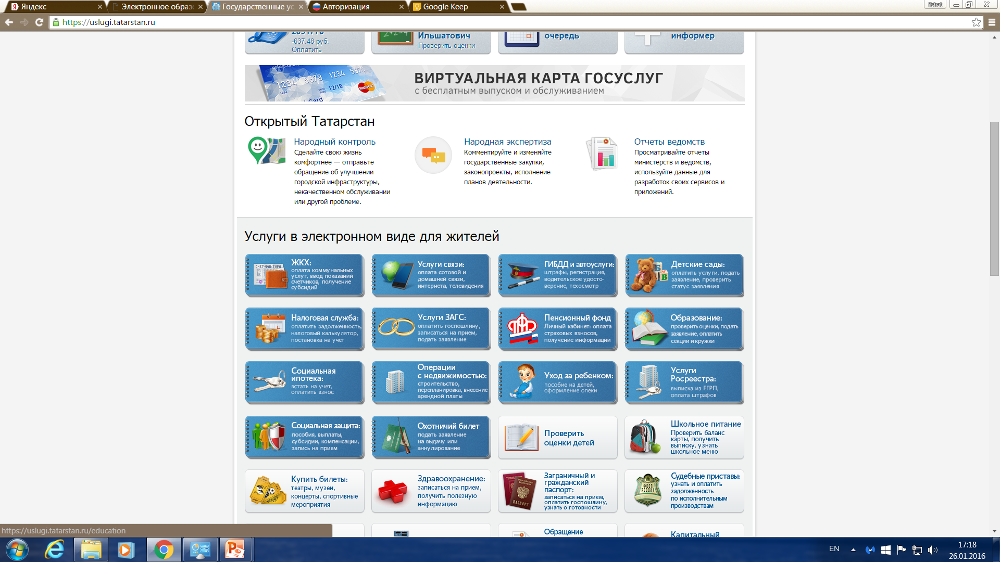 Яндекс
Электронное образо
Государственные ус
Авторизация
Google Keep
ilshat
https://uslugi.tatarstan.ru
2691773
-637.48 руб.
Оплатить
Ильшатович
Проверить оценки
очередь
информер
ВИРТУАЛЬНАЯ КАРТА ГОСУСЛУГ
с бесплатным выпуском и обслуживанием
1234 5678 1234 5678
12/18
MasterCard
Открытый Татарстан
Народный контроль
Сделайте свою жизнь
комфортнее — отправьте
обращение об улучшении
городской инфраструктуры,
некачественном обслуживании
или другой проблеме.
Народная экспертиза
Комментируйте и изменяйте
государственные закупки,
законопроекты, исполнение
планов деятельности.
Отчеты ведомств
Просматривайте отчеты
министерств и ведомств,
используйте данные для
разработок своих сервисов и
приложений.
Услуги в электронном виде для жителей
СЧЕТ-ФАКТУРА
ЖКХ:
оплата коммунальных
услуг, ввод показаний
счетчиков, получение
субсидий
Услуги связи:
оплата сотовой и
домашней связи,
интернета, телевидения
ГИБДД и автоуслуги:
штрафы, регистрация,
водительское удосто-
верение, техосмотр
Детские сады:
оплатить услуги, подать
заявление, проверить
статус заявления
Налоговая служба:
оплатить задолженность,
налоговый калькулятор,
постановка на учет
Услуги ЗАГС:
оплатить госпошлину,
записаться на прием,
подать заявление
Пенсионный фонд
Личный кабинет: оплата
страховых взносов,
получение информации
Образование:
проверить оценки, подать
заявление, оплатить
секции и кружки
Социальная
ипотека:
встать на учет,
оплатить взнос
Операции
с недвижимостью:
строительство,
перепланировка, внесение
арендной платы
Уход за ребенком:
пособие на детей,
оформление опеки
Услуги
Росреестра:
выписка из ЕГРП,
оплата штрафов
Социальная защита:
пособия, выплаты,
субсидии, компенсации,
запись на прием
Охотничий билет
подать заявление
на выдачу или
аннулирование
Проверить
оценки детей
Школьное питание
Проверить баланс
карты, получить
выписку, узнать
школьное меню
Купить билеты:
театры, музеи,
концерты, спортивные
мероприятия
Здравоохранение:
записаться на прием,
получить полезную
информацию
ПАСПОРТ
Заграничный и
гражданский
паспорт:
записаться на прием,
оплатить госпошлину,
узнать о готовности
ФССП
РОССИИ
Судебные приставы:
узнать и оплатить
задолженность
по исполнительным
производствам
Обращение
Капитальный
https://uslugi.tatarstan.ru/education
EN
17:18
26.01.2016